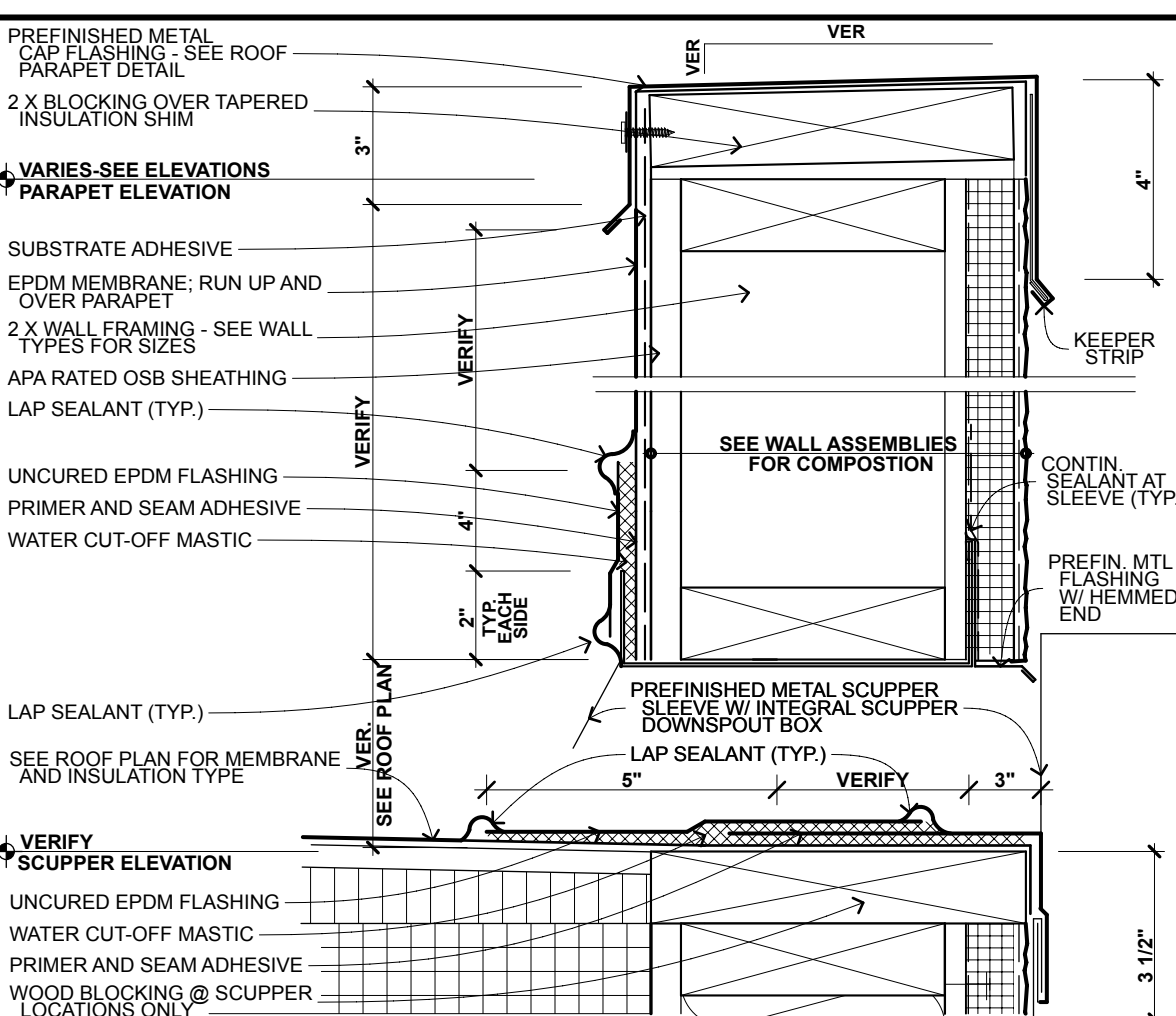 PREFINISHED METAL
CAP FLASHING - SEE ROOF
PARAPET DETAIL
2 X BLOCKING OVER TAPERED
INSULATION SHIM
VARIES-SEE ELEVATIONS
PARAPET ELEVATION
SUBSTRATE ADHESIVE
EPDM MEMBRANE; RUN UP AND
OVER PARAPET
2 X WALL FRAMING - SEE WALL
TYPES FOR SIZES
APA RATED OSB SHEATHING
LAP SEALANT (TYP.)
UNCURED EPDM FLASHING
PRIMER AND SEAM ADHESIVE
WATER CUT-OFF MASTIC
LAP SEALANT (TYP.)
SEE ROOF PLAN FOR MEMBRANE
AND INSULATION TYPE
VERIFY
SCUPPER ELEVATION
UNCURED EPDM FLASHING
WATER CUT-OFF MASTIC
PRIMER AND SEAM ADHESIVE
WOOD BLOCKING @ SCUPPER
LOCATIONS ONLY
3"
VERIFY
VER.
SEE ROOF PLAN
VERIFY
4"
2"
TYP.
EACH
SIDE
VER
VER
4"
KEEPER
STRIP
SEE WALL ASSEMBLIES
FOR COMPOSTION
CONTIN.
SEALANT AT
SLEEVE (TYP.
PREFIN. MTL
FLASHING
W/ HEMMED
END
PREFINISHED METAL SCUPPER
SLEEVE W/ INTEGRAL SCUPPER
DOWNSPOUT BOX
LAP SEALANT (TYP.)
5"
VERIFY
3"
3 1/2"